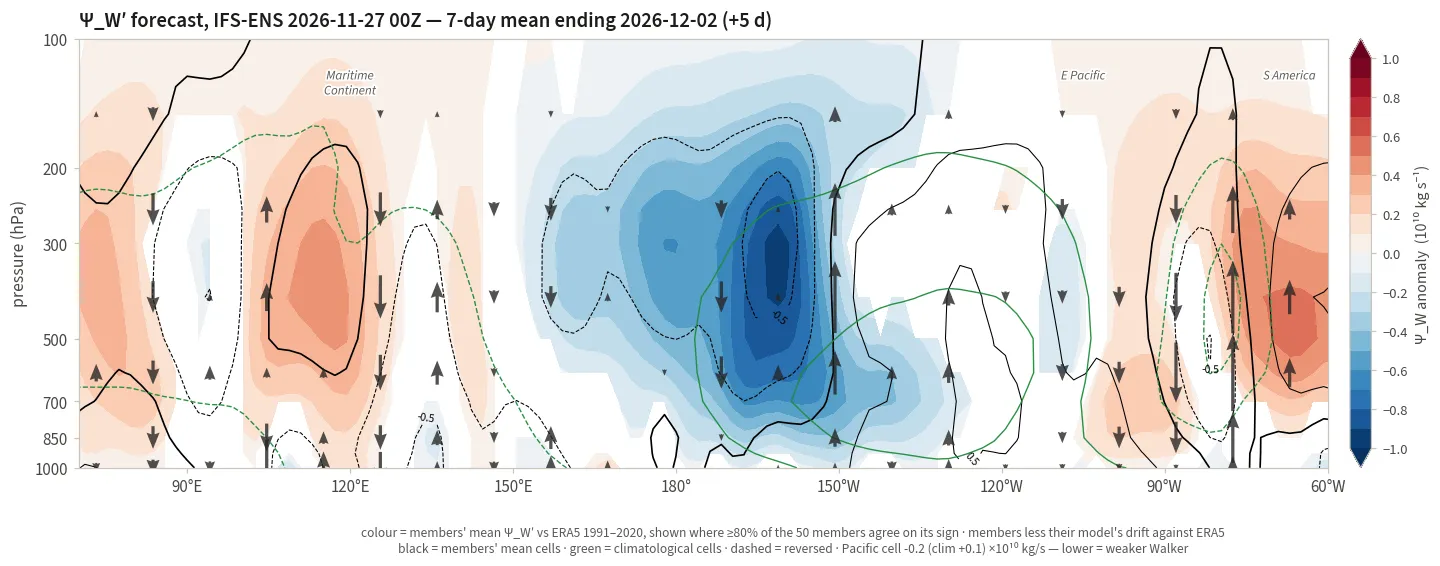 Ψ_W′ forecast, IFS-ENS 2026-11-27 00Z — 7-day mean ending 2026-12-02 (+5 d)
100
200
300
500
700
850
1000
pressure (hPa)
Maritime
Continent
E Pacific
S America
-0.5
-0.5
-0.5
0.5
90°E
120°E
150°E
180°
150°W
120°W
90°W
60°W
1.0
0.8
0.6
0.4
0.2
0.0
−0.2
−0.4
−0.6
−0.8
−1.0
Ψ_W anomaly (10¹⁰ kg s⁻¹)
colour = members' mean Ψ_W′ vs ERA5 1991–2020, shown where ≥80% of the 50 members agree on its sign · members less their model's drift against ERA5
black = members' mean cells · green = climatological cells · dashed = reversed · Pacific cell -0.2 (clim +0.1) ×10¹⁰ kg/s — lower = weaker Walker